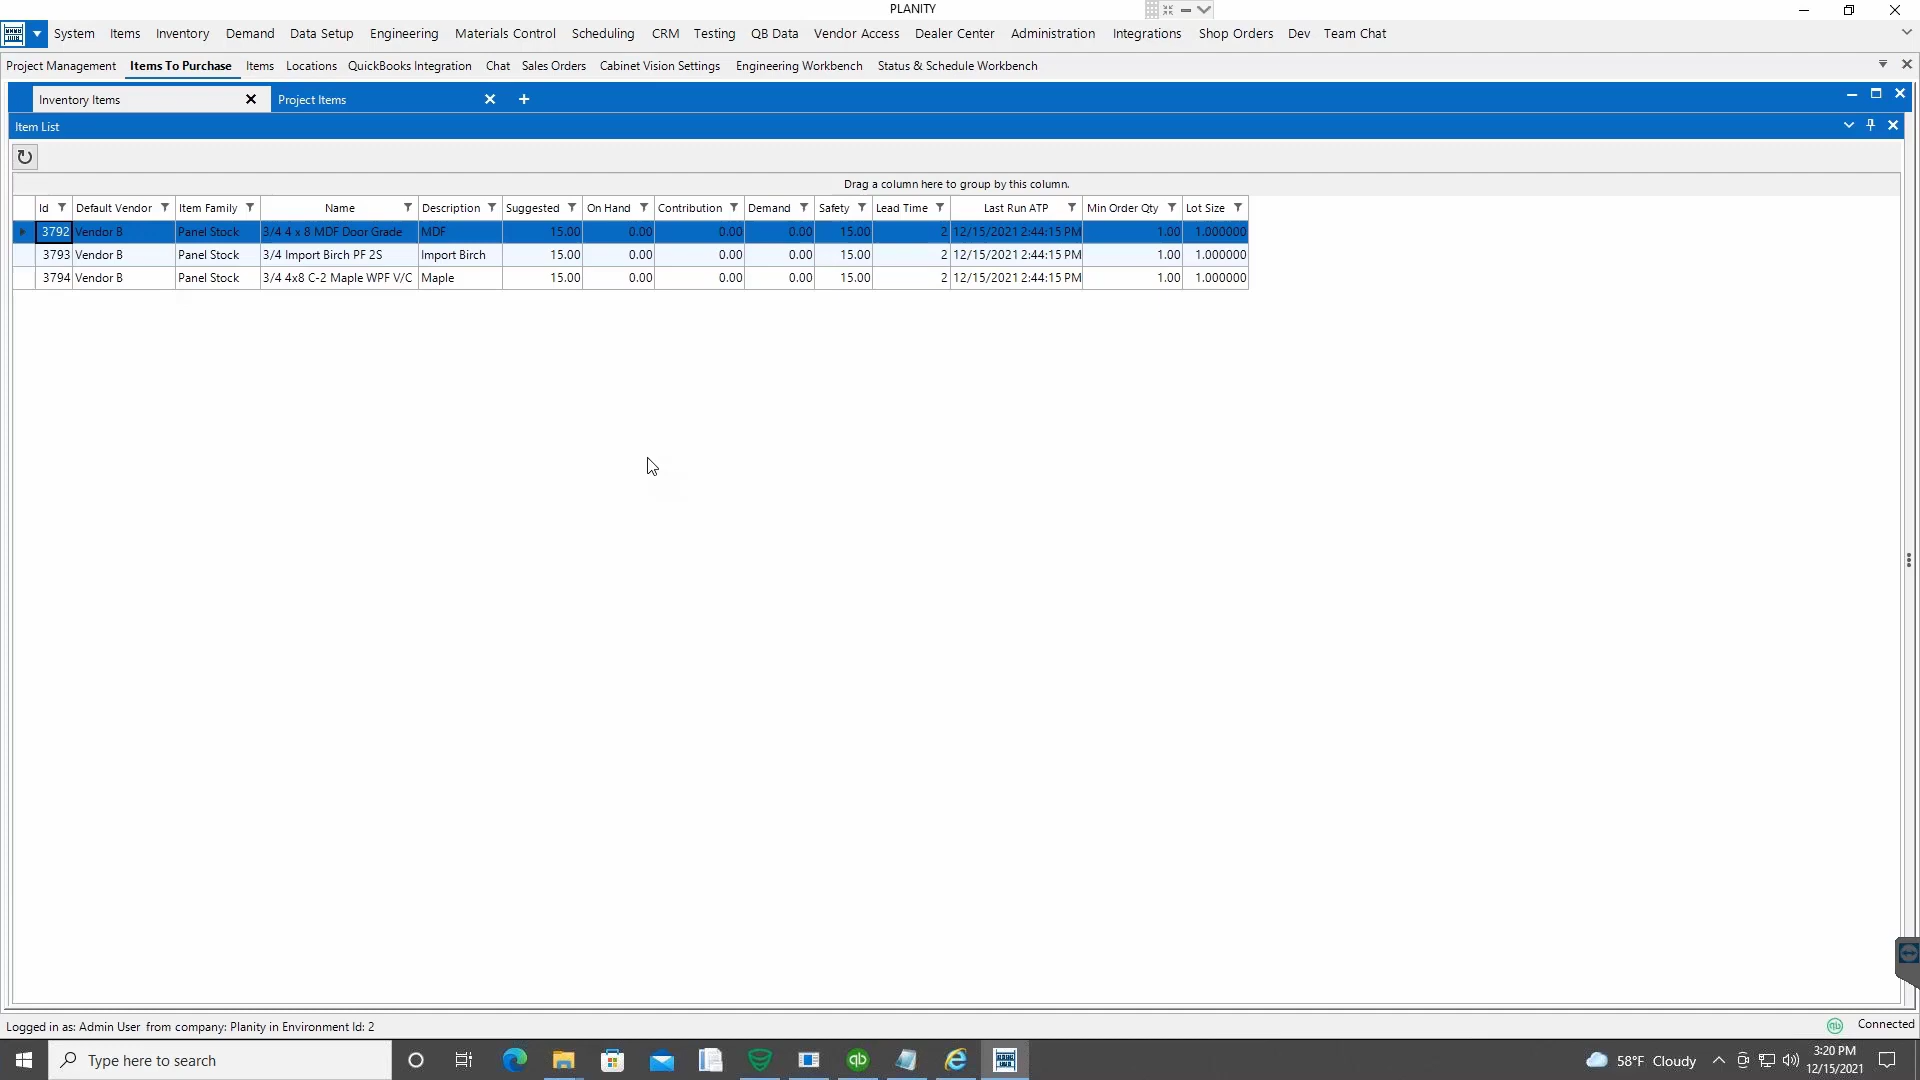 PLANITY
System Items Inventory Demand Data Setup Engineering Materials Control Scheduling CRM Testing QB Data Vendor Access Dealer Center Administration Integrations Shop Orders Dev Team Chat
Project Management Items To Purchase Items Locations QuickBooks Integration Chat Sales Orders Cabinet Vision Settings Engineering Workbench Status & Schedule Workbench
Inventory Items Project Items
Item List
Drag a column here to group by this column.
Id Default Vendor Item Family Name Description Suggested On Hand Contribution Demand Safety Lead Time Last Run ATP Min Order Qty Lot Size
3792 Vendor B Panel Stock 3/4 4 x 8 MDF Door Grade MDF 15.00 0.00 0.00 0.00 15.00 2 12/15/2021 2:44:15 PM 1.00 1.000000
3793 Vendor B Panel Stock 3/4 Import Birch PF 2S Import Birch 15.00 0.00 0.00 0.00 15.00 2 12/15/2021 2:44:15 PM 1.00 1.000000
3794 Vendor B Panel Stock 3/4 4x8 C-2 Maple WPF V/C Maple 15.00 0.00 0.00 0.00 15.00 2 12/15/2021 2:44:15 PM 1.00 1.000000
Logged in as: Admin User from company: Planity in Environment Id: 2
qb Connected
Type here to search
qb
58°F Cloudy
3:20 PM
12/15/2021